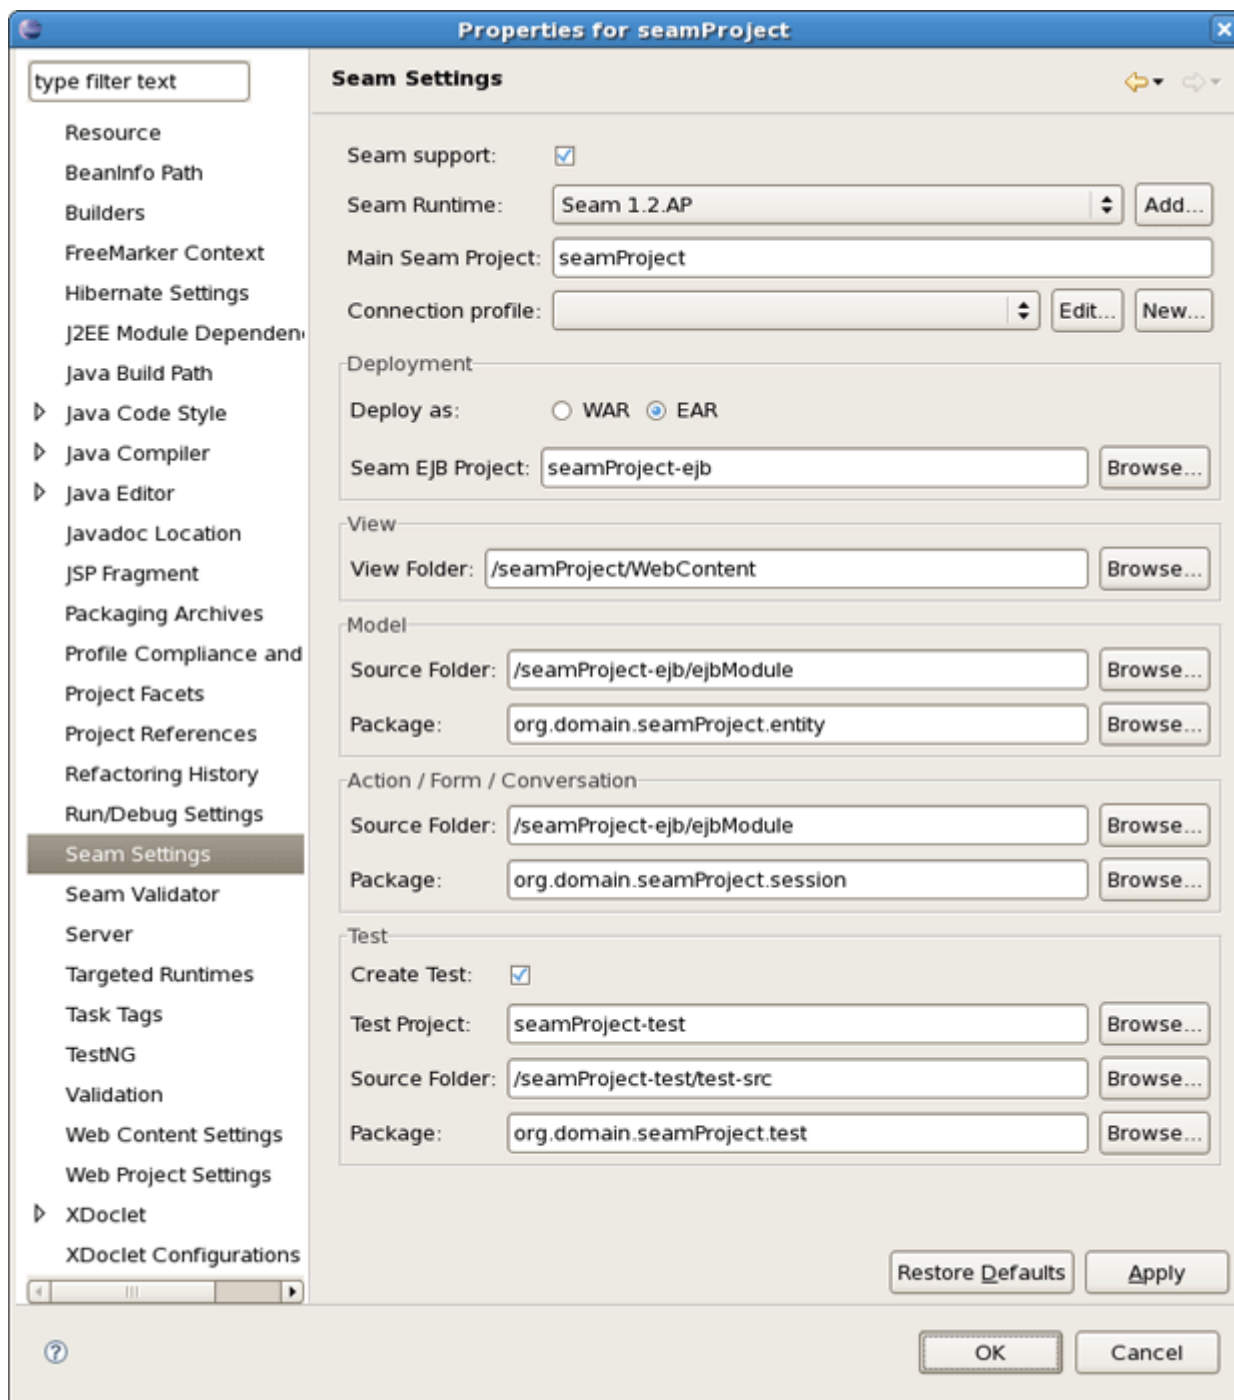 Properties for seamProject
type filter text
Resource
BeanInfo Path
Builders
FreeMarker Context
Hibernate Settings
J2EE Module Dependen
Java Build Path
Java Code Style
Java Compiler
Java Editor
Javadoc Location
JSP Fragment
Packaging Archives
Profile Compliance and
Project Facets
Project References
Refactoring History
Run/Debug Settings
Seam Settings
Seam Validator
Server
Targeted Runtimes
Task Tags
TestNG
Validation
Web Content Settings
Web Project Settings
XDoclet
XDoclet Configurations
Seam Settings
Seam support:
Seam Runtime: Seam 1.2.AP Add...
Main Seam Project: seamProject
Connection profile: Edit... New...
Deployment
Deploy as: WAR EAR
Seam EJB Project: seamProject-ejb Browse...
View
View Folder: /seamProject/WebContent Browse...
Model
Source Folder: /seamProject-ejb/ejbModule Browse...
Package: org.domain.seamProject.entity Browse...
Action / Form / Conversation
Source Folder: /seamProject-ejb/ejbModule Browse...
Package: org.domain.seamProject.session Browse...
Test
Create Test:
Test Project: seamProject-test Browse...
Source Folder: /seamProject-test/test-src Browse...
Package: org.domain.seamProject.test Browse...
Restore Defaults Apply
OK Cancel